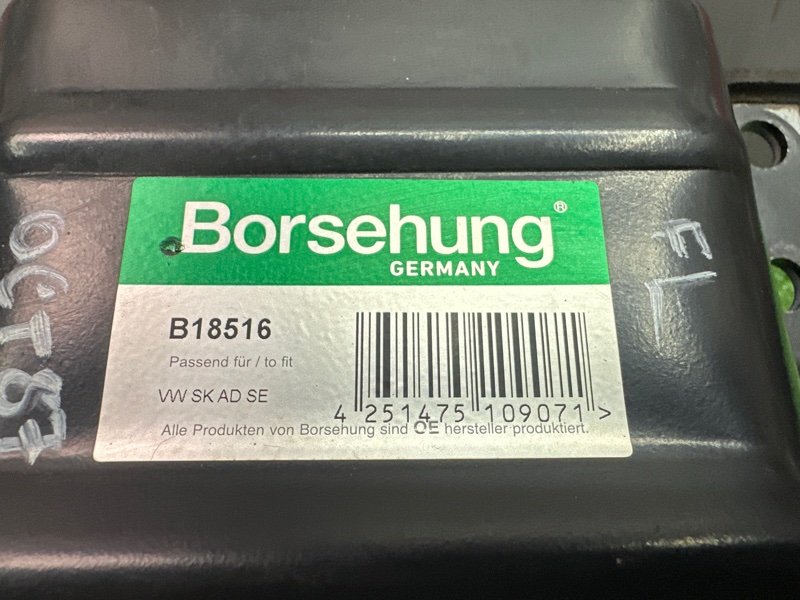 Borsehung®
GERMANY
B18516
Passend für / to fit
VW SK AD SE
4 251475 109071 >
Alle Produkten von Borsehung sind OE hersteller produktiert.
EL